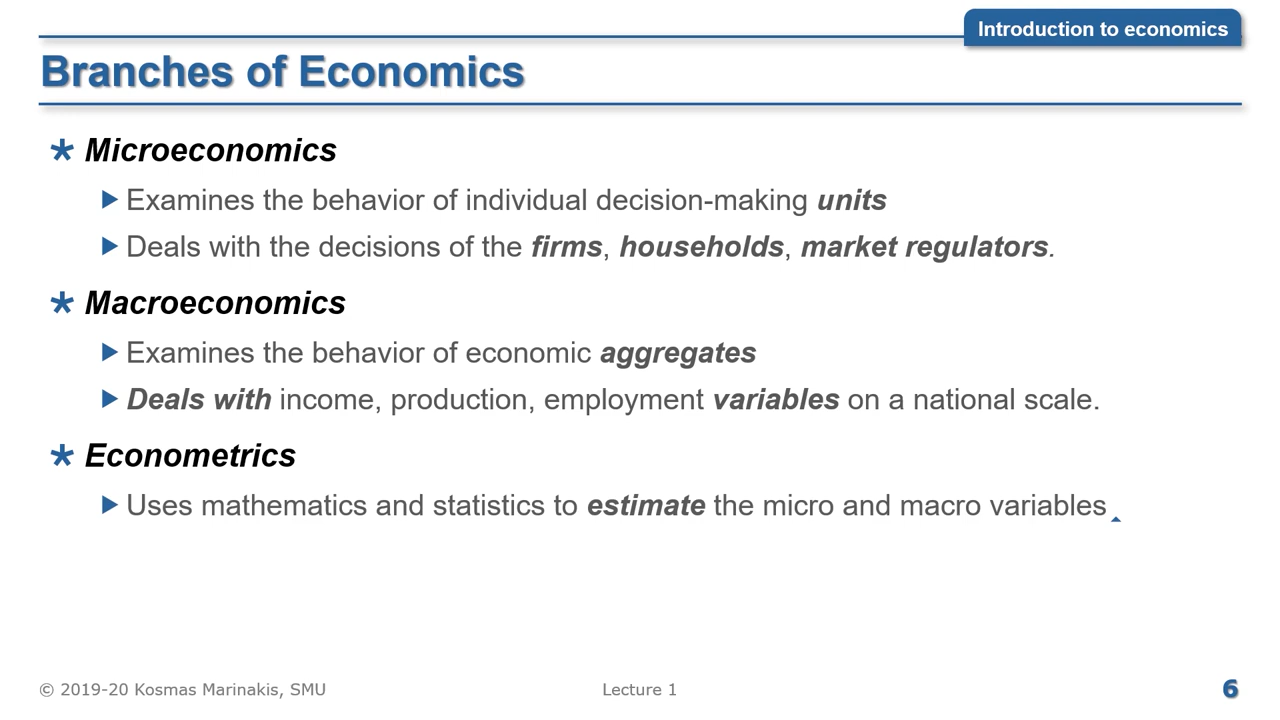 Introduction to economics
Branches of Economics
Microeconomics
Examines the behavior of individual decision-making units
Deals with the decisions of the firms, households, market regulators.
Macroeconomics
Examines the behavior of economic aggregates
Deals with income, production, employment variables on a national scale.
Econometrics
Uses mathematics and statistics to estimate the micro and macro variables
© 2019-20 Kosmas Marinakis, SMU
Lecture 1
6